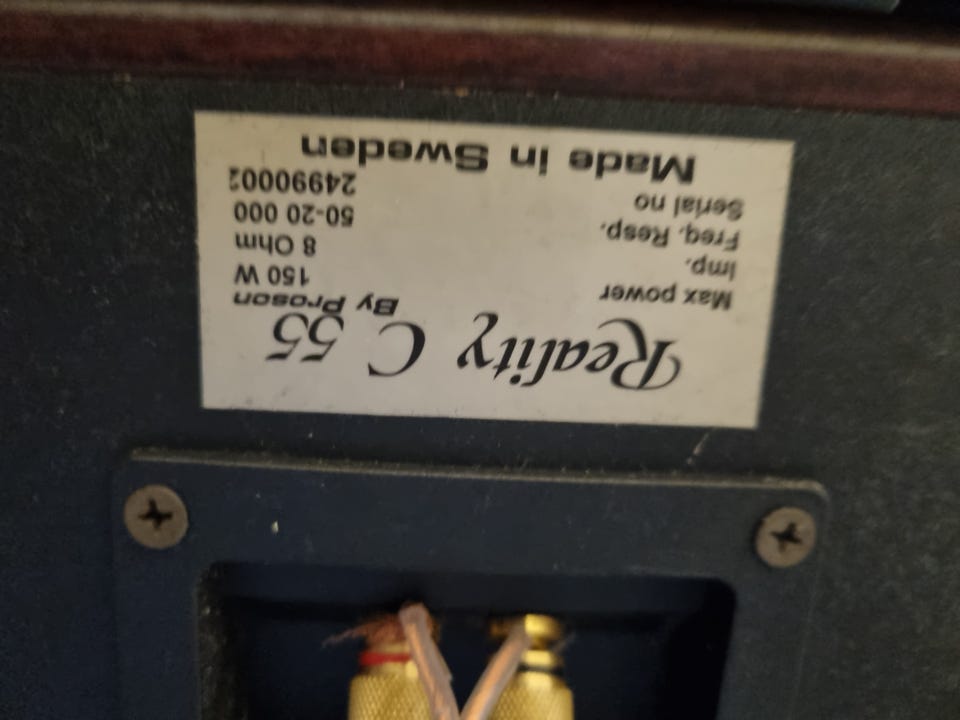 Reality C 55
By Proson
Max power 150 W
Imp. 8 Ohm
Freq. Resp. 50-20 000
Serial no 24990002
Made in Sweden